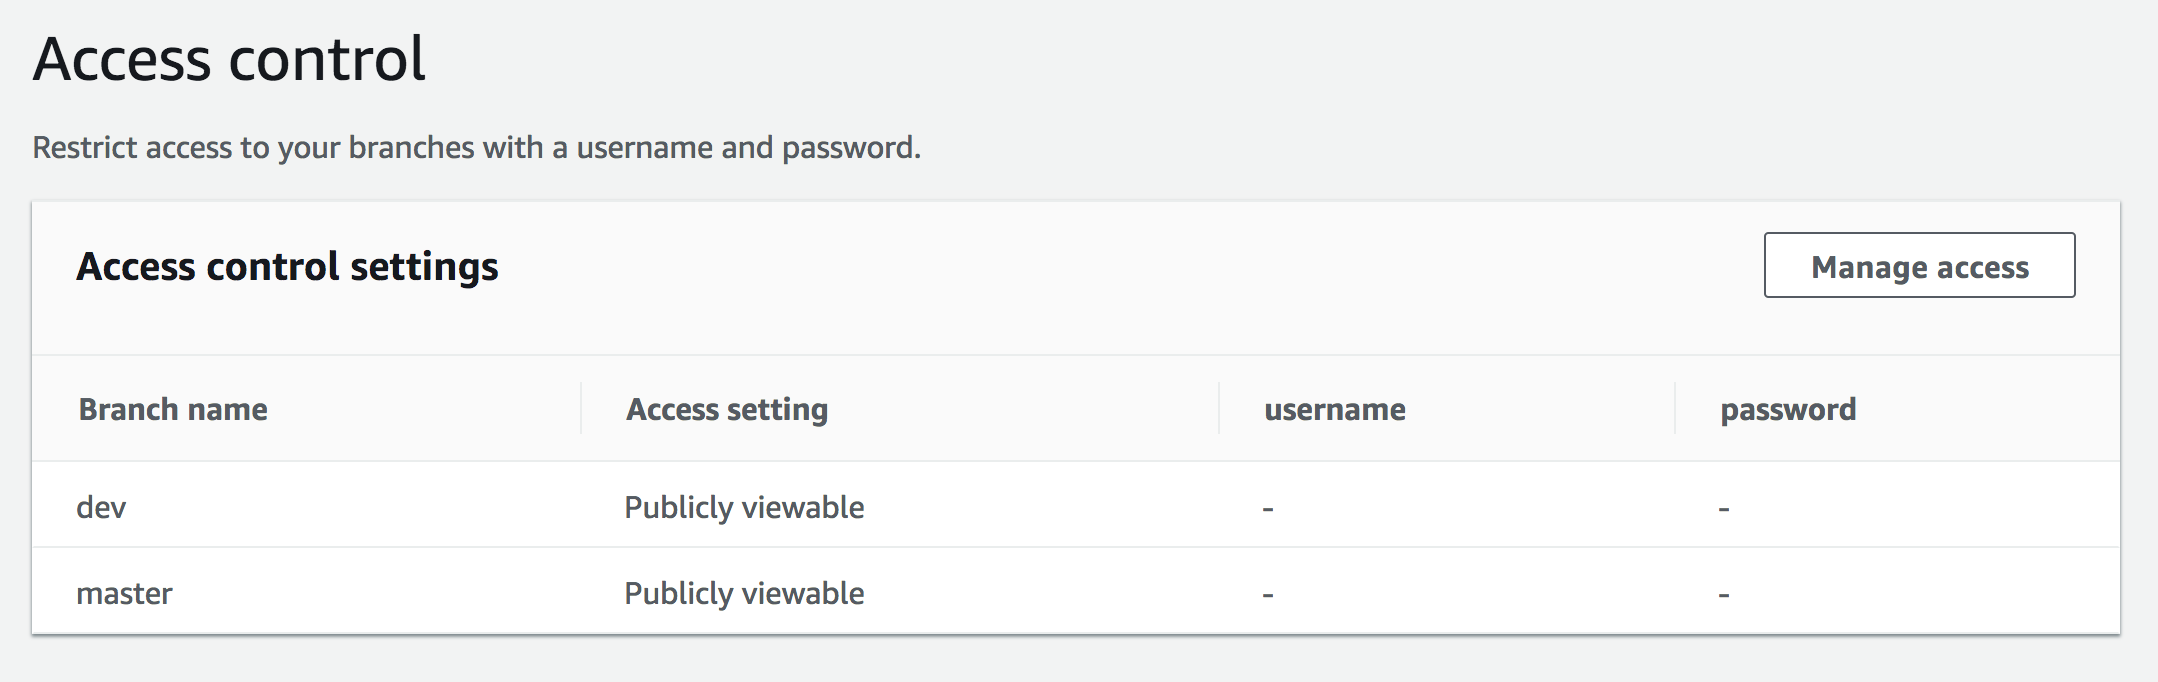 Access control
Restrict access to your branches with a username and password.
Access control settings
Manage access
Branch name Access setting username password
dev Publicly viewable - -
master Publicly viewable - -